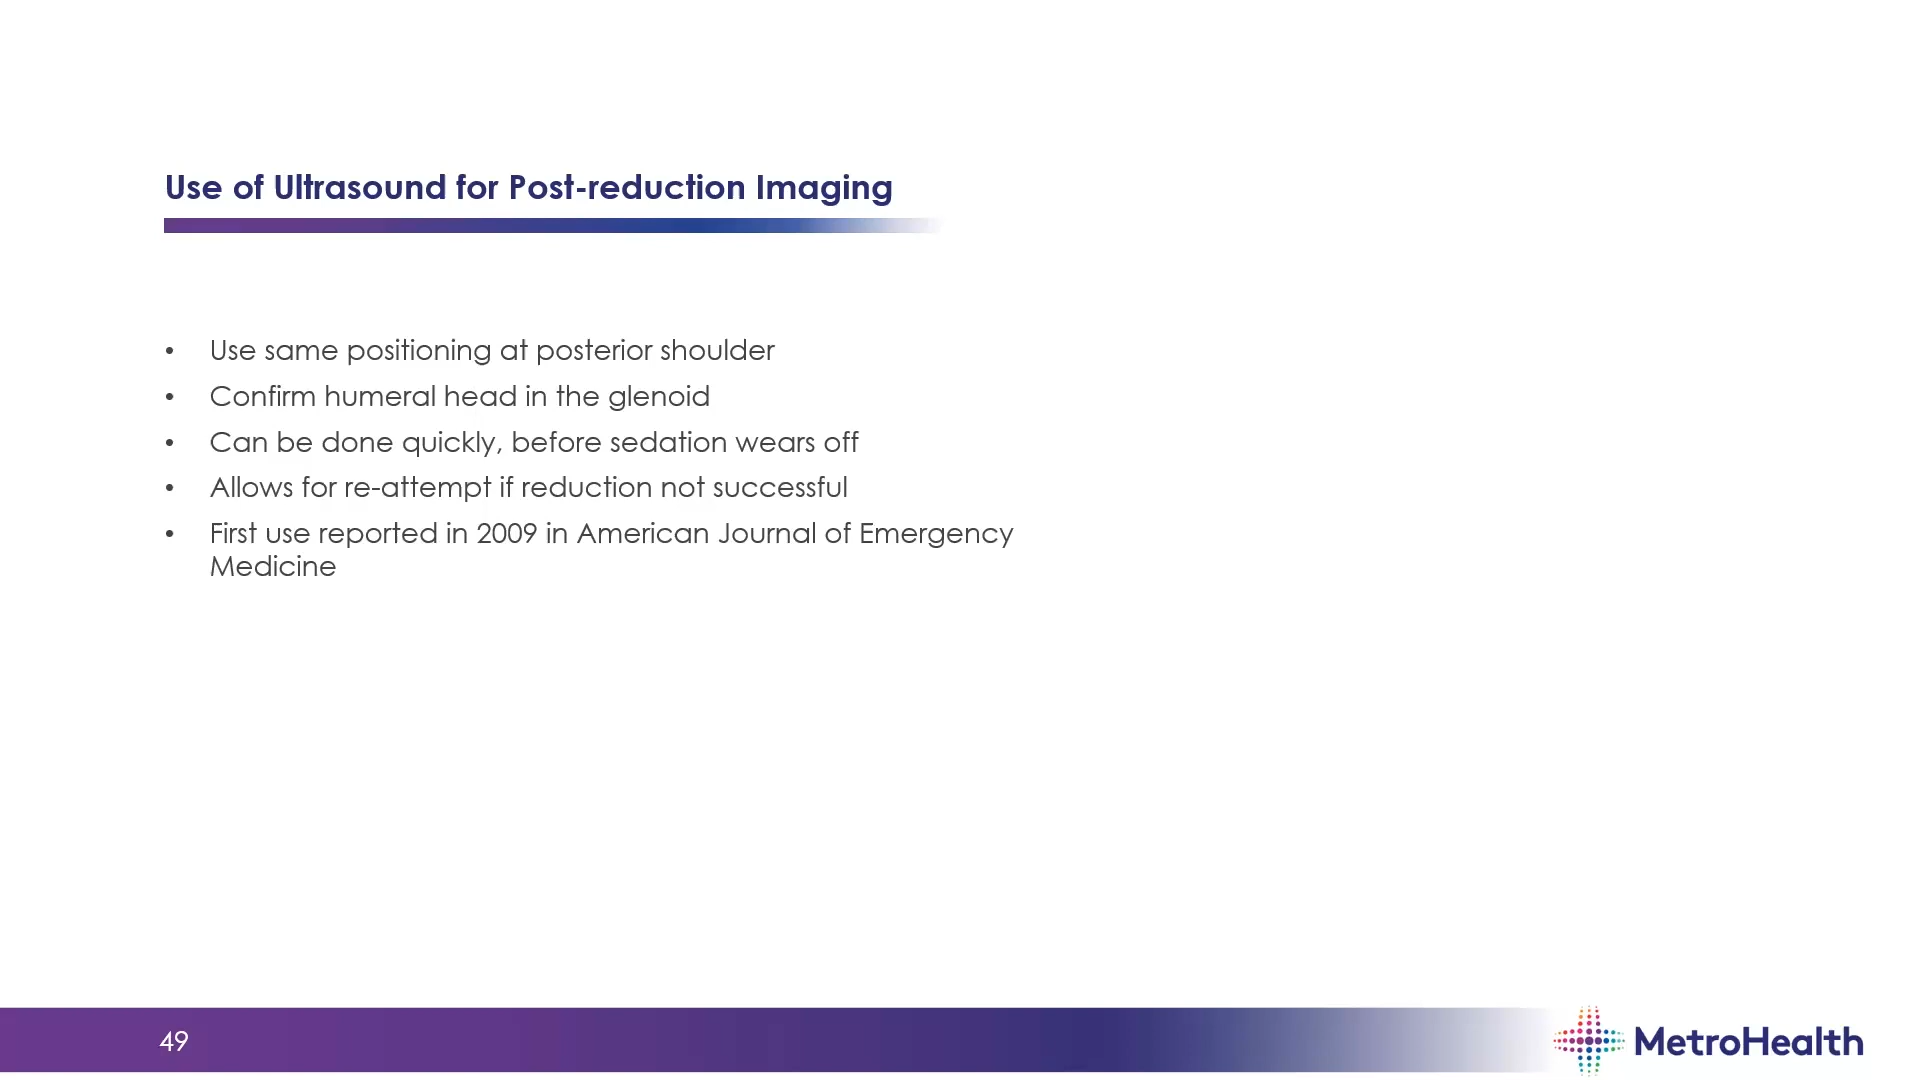 Use of Ultrasound for Post-reduction Imaging
• Use same positioning at posterior shoulder
• Confirm humeral head in the glenoid
• Can be done quickly, before sedation wears off
• Allows for re-attempt if reduction not successful
• First use reported in 2009 in American Journal of Emergency
Medicine
49
MetroHealth